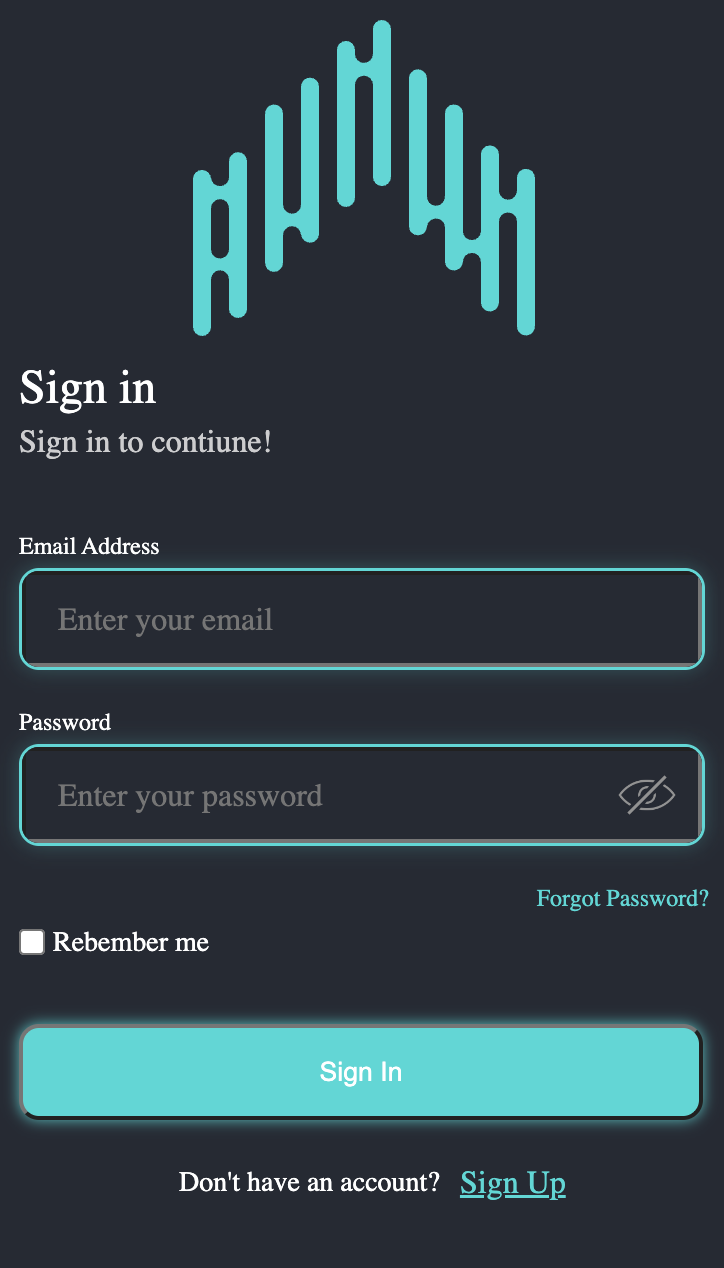 Sign in
Sign in to contiune!
Email Address
Enter your email
Password
Enter your password
Forgot Password?
Rebember me
Sign In
Don't have an account? Sign Up